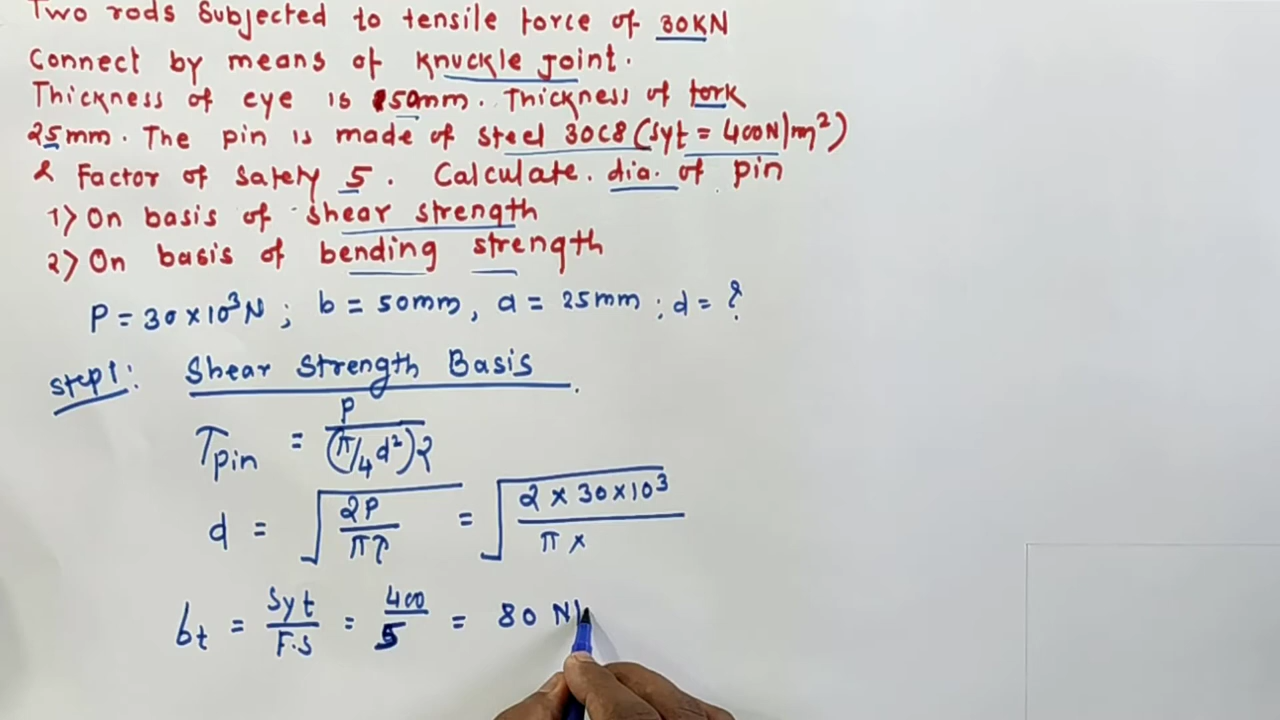 Two rods Subjected to tensile force of 30KN
Connect by means of knuckle joint.
Thickness of eye is 50mm. Thickness of fork
25mm. The pin is made of steel 30C8 (Syt = 400N/m²)
& Factor of Safety 5. Calculate. dia. of pin
1) On basis of shear strength
2) On basis of bending strength
P = 30×10³N ; b = 50mm, a = 25mm ; d = ?
Step1: Shear Strength Basis.
τpin = P / (π/4 d²)2
d = √(2P / πτ) = √(2 × 30×10³ / π ×
σt = Syt / F.S = 400 / 5 = 80 N/